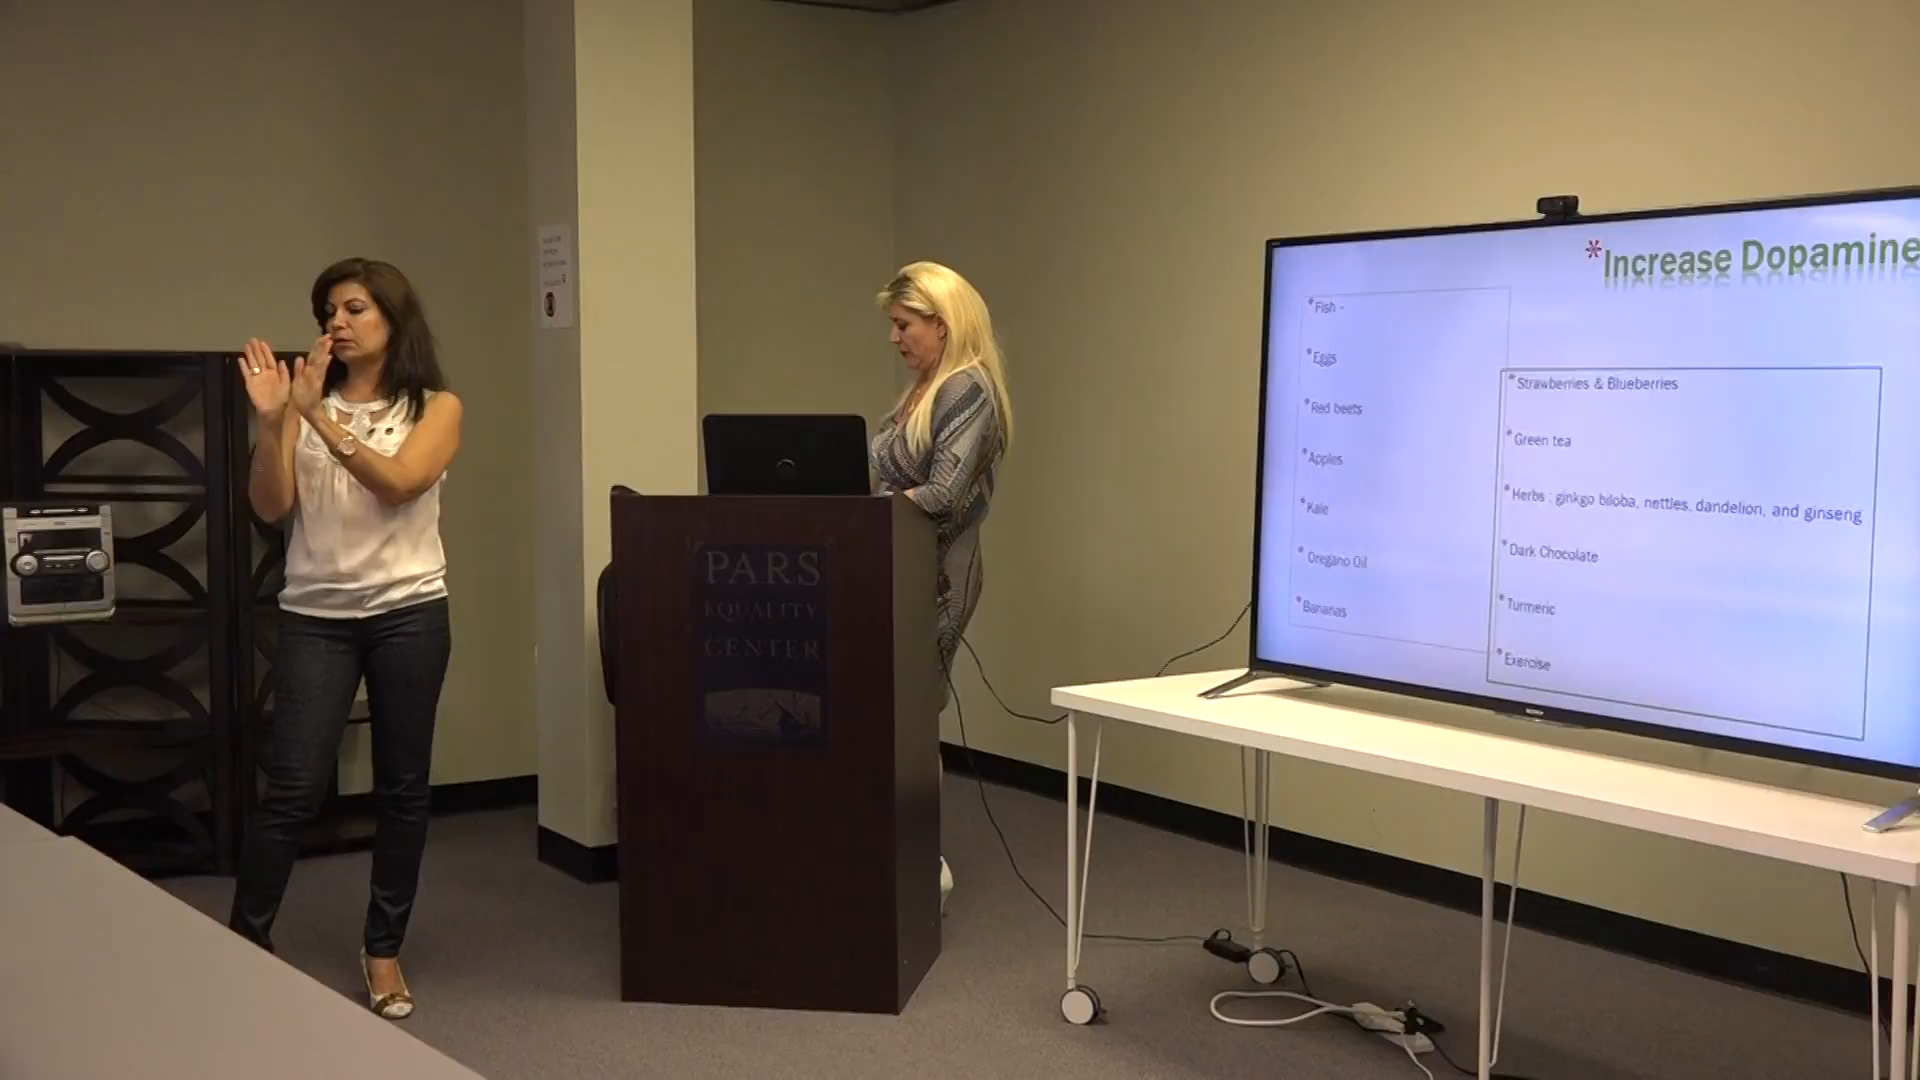 PARS
EQUALITY
CENTER
*Increase Dopamine
*Fish -
*Eggs
*Red beets
*Apples
*Kale
*Oregano Oil
*Bananas
*Strawberries & Blueberries
*Green tea
*Herbs : ginkgo biloba, nettles, dandelion, and ginseng
*Dark Chocolate
*Turmeric
*Exercise